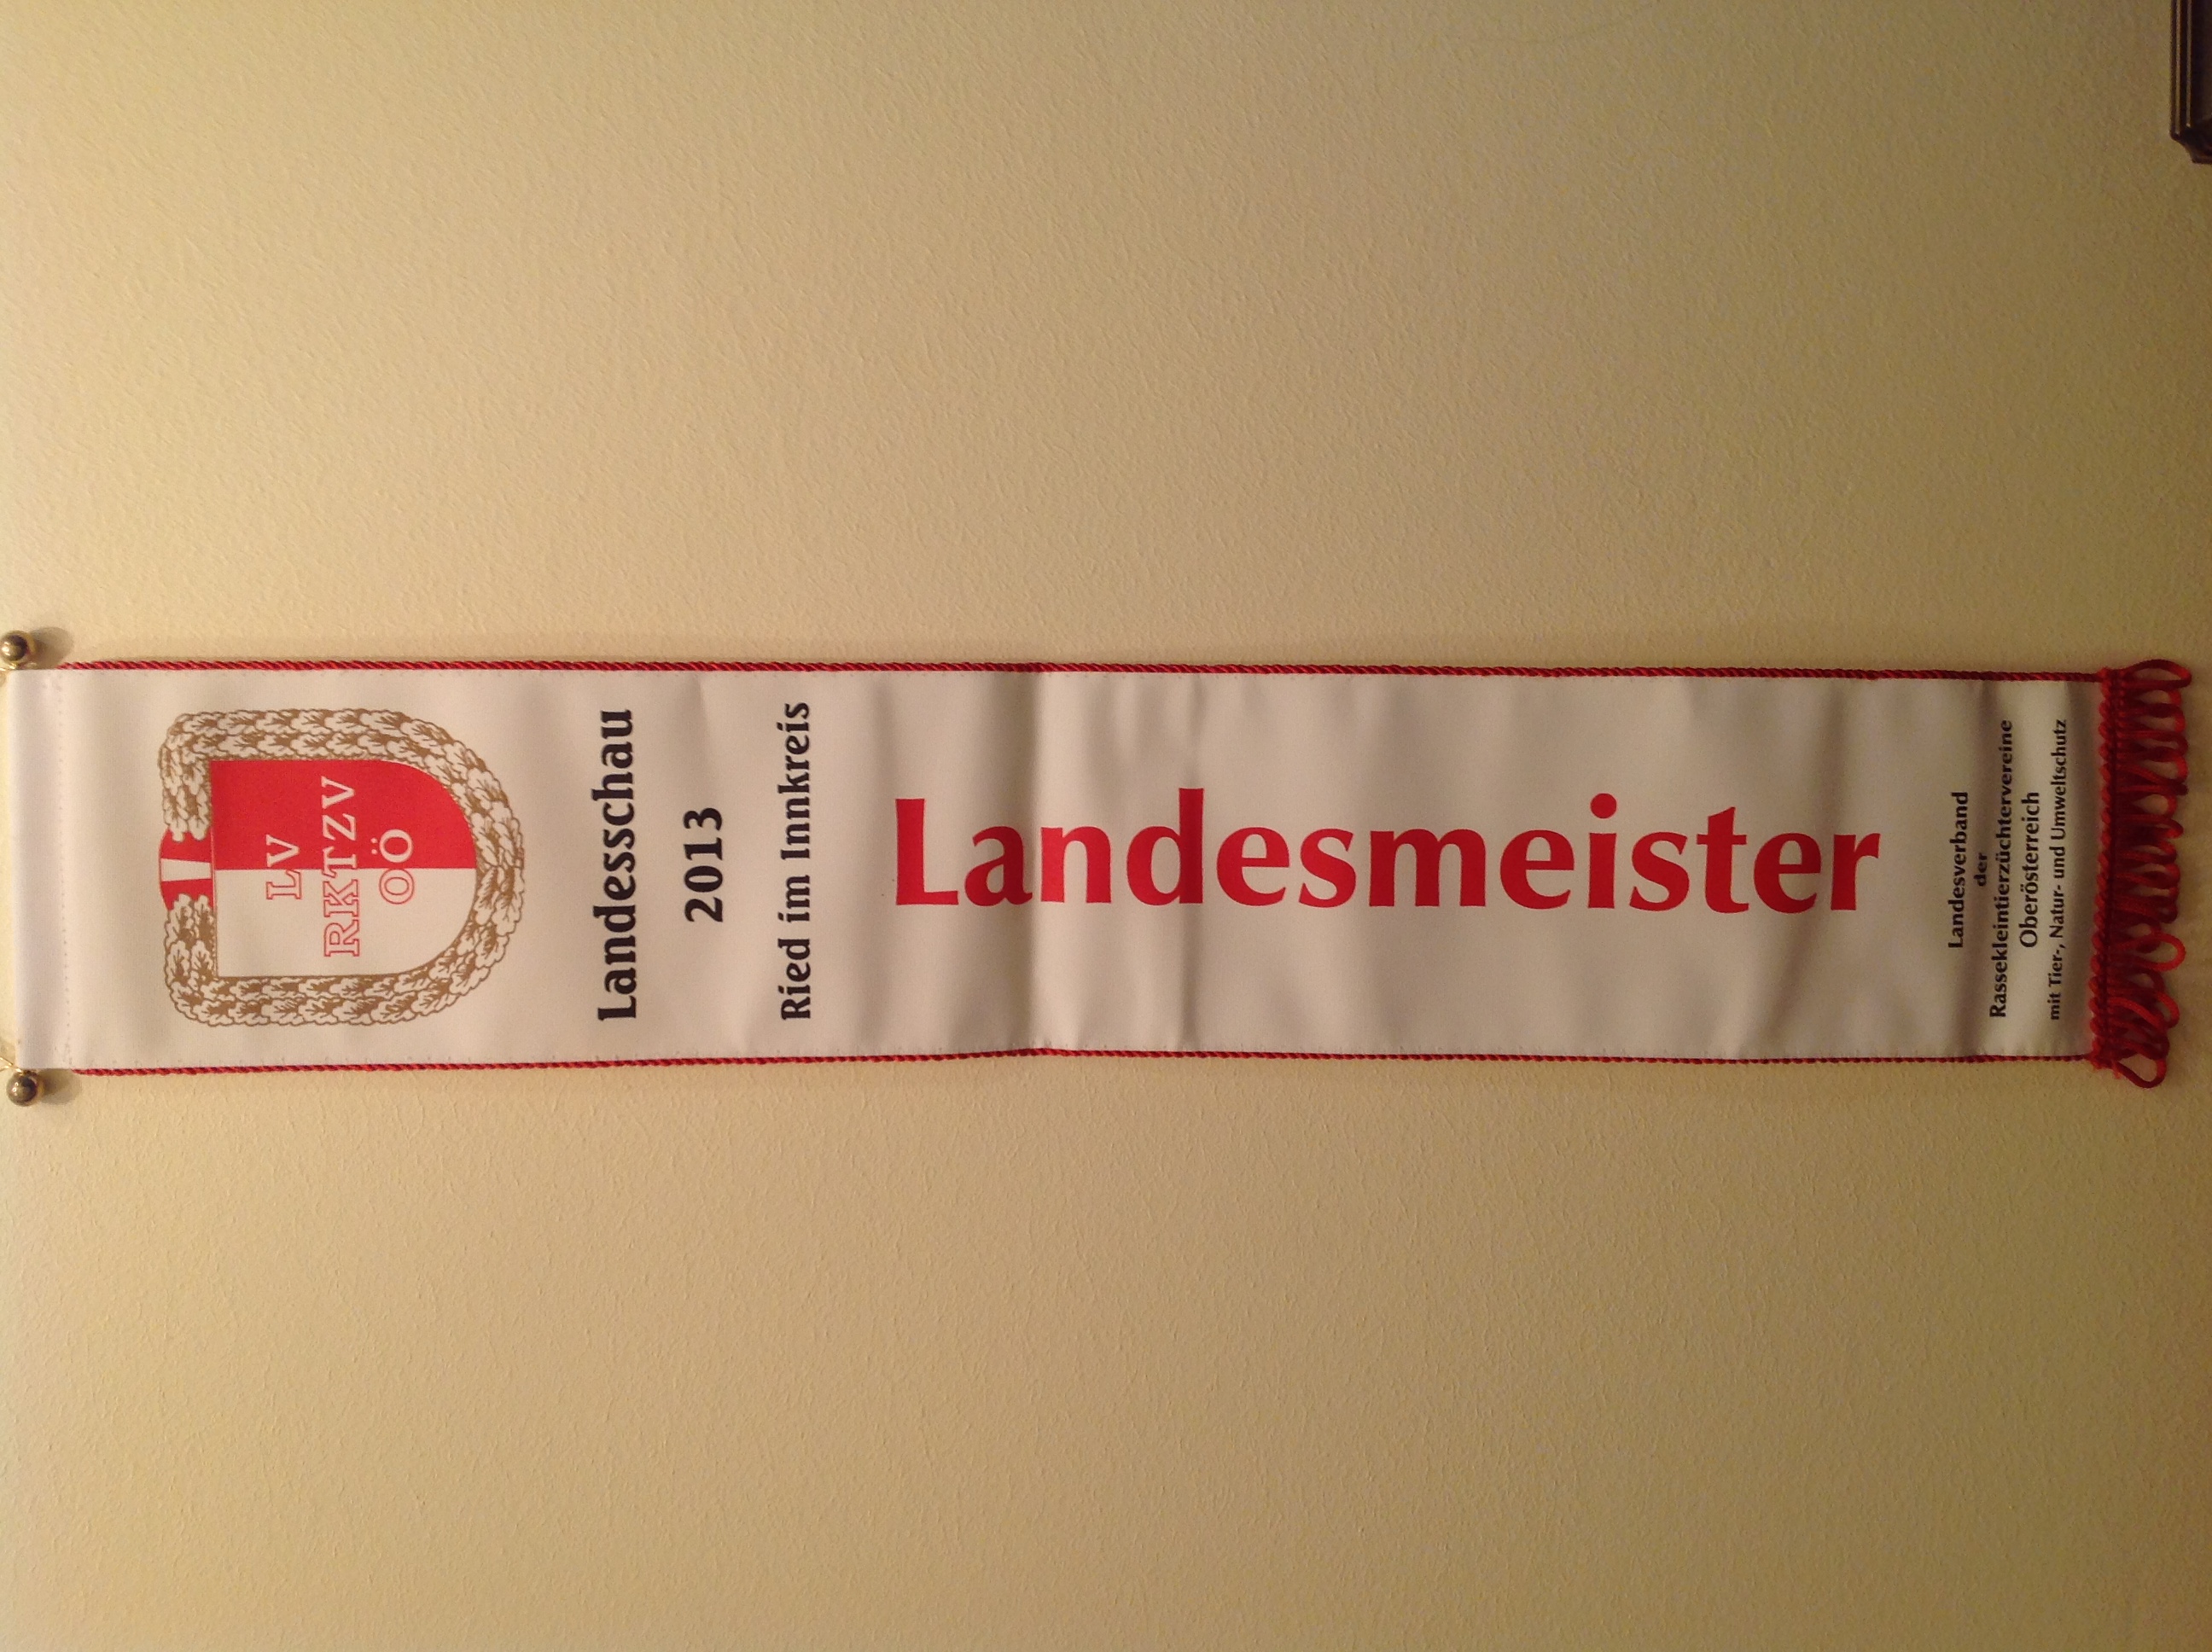 LV
RKTZV
OÖ
Landesschau
2013
Ried im Innkreis
Landesmeister
Landesverband
der
Rassekleintierzüchtervereine
Oberösterreich
mit Tier-, Natur- und Umweltschutz